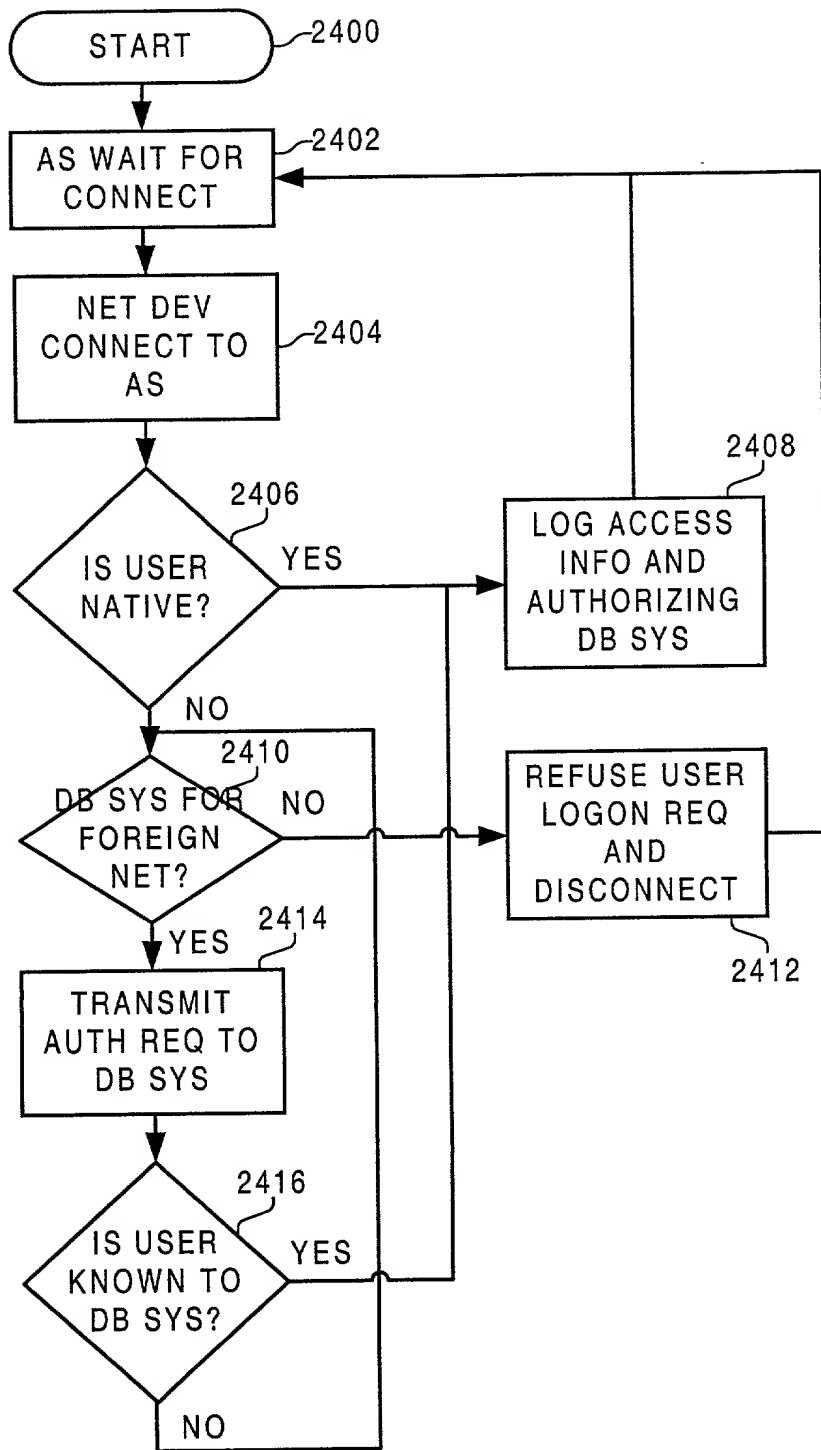 START
2400
AS WAIT FOR
CONNECT
2402
NET DEV
CONNECT TO
AS
2404
2406
IS USER
NATIVE?
YES
NO
2408
LOG ACCESS
INFO AND
AUTHORIZING
DB SYS
2410
DB SYS FOR
FOREIGN
NET?
NO
YES
REFUSE USER
LOGON REQ
AND
DISCONNECT
2412
2414
TRANSMIT
AUTH REQ TO
DB SYS
2416
IS USER
KNOWN TO
DB SYS?
YES
NO